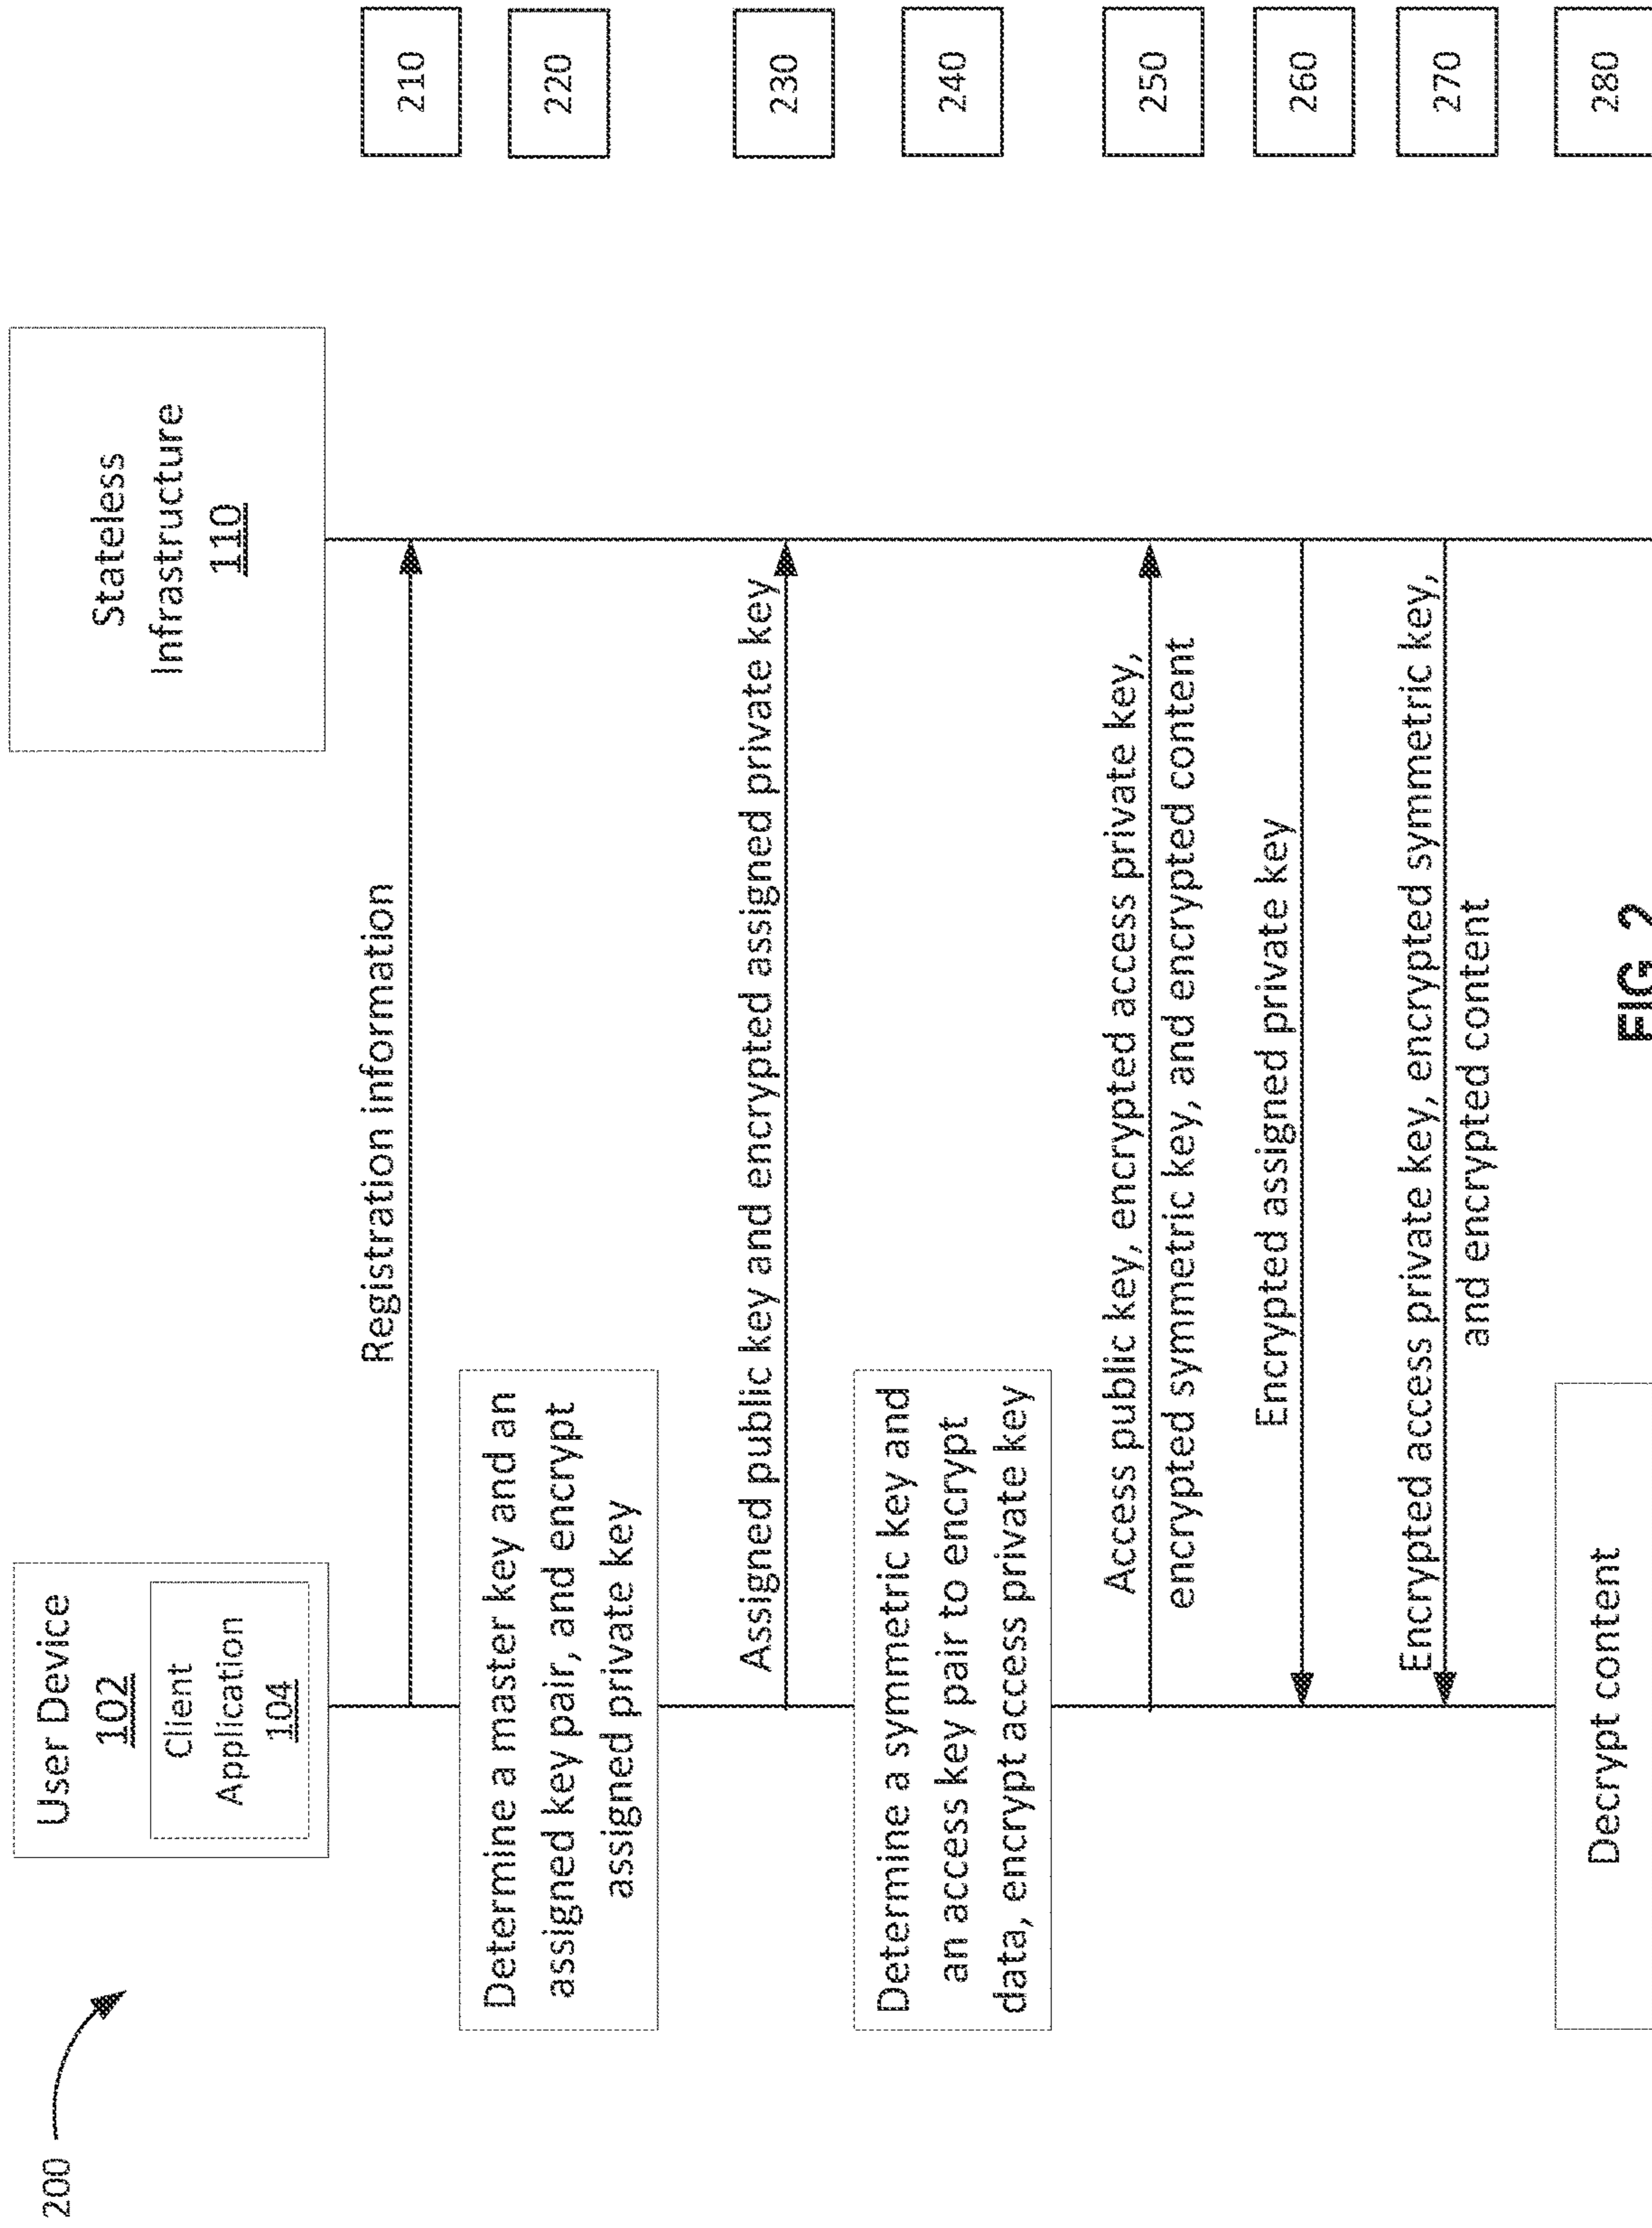 200
User Device
102
Client
Application
104
Stateless
Infrastructure
110
Registration information
210
Determine a master key and an
assigned key pair, and encrypt
assigned private key
220
Assigned public key and encrypted assigned private key
230
Determine a symmetric key and
an access key pair to encrypt
data, encrypt access private key
240
Access public key, encrypted access private key,
encrypted symmetric key, and encrypted content
250
Encrypted assigned private key
260
Encrypted access private key, encrypted symmetric key,
and encrypted content
270
Decrypt content
280
FIG. 2